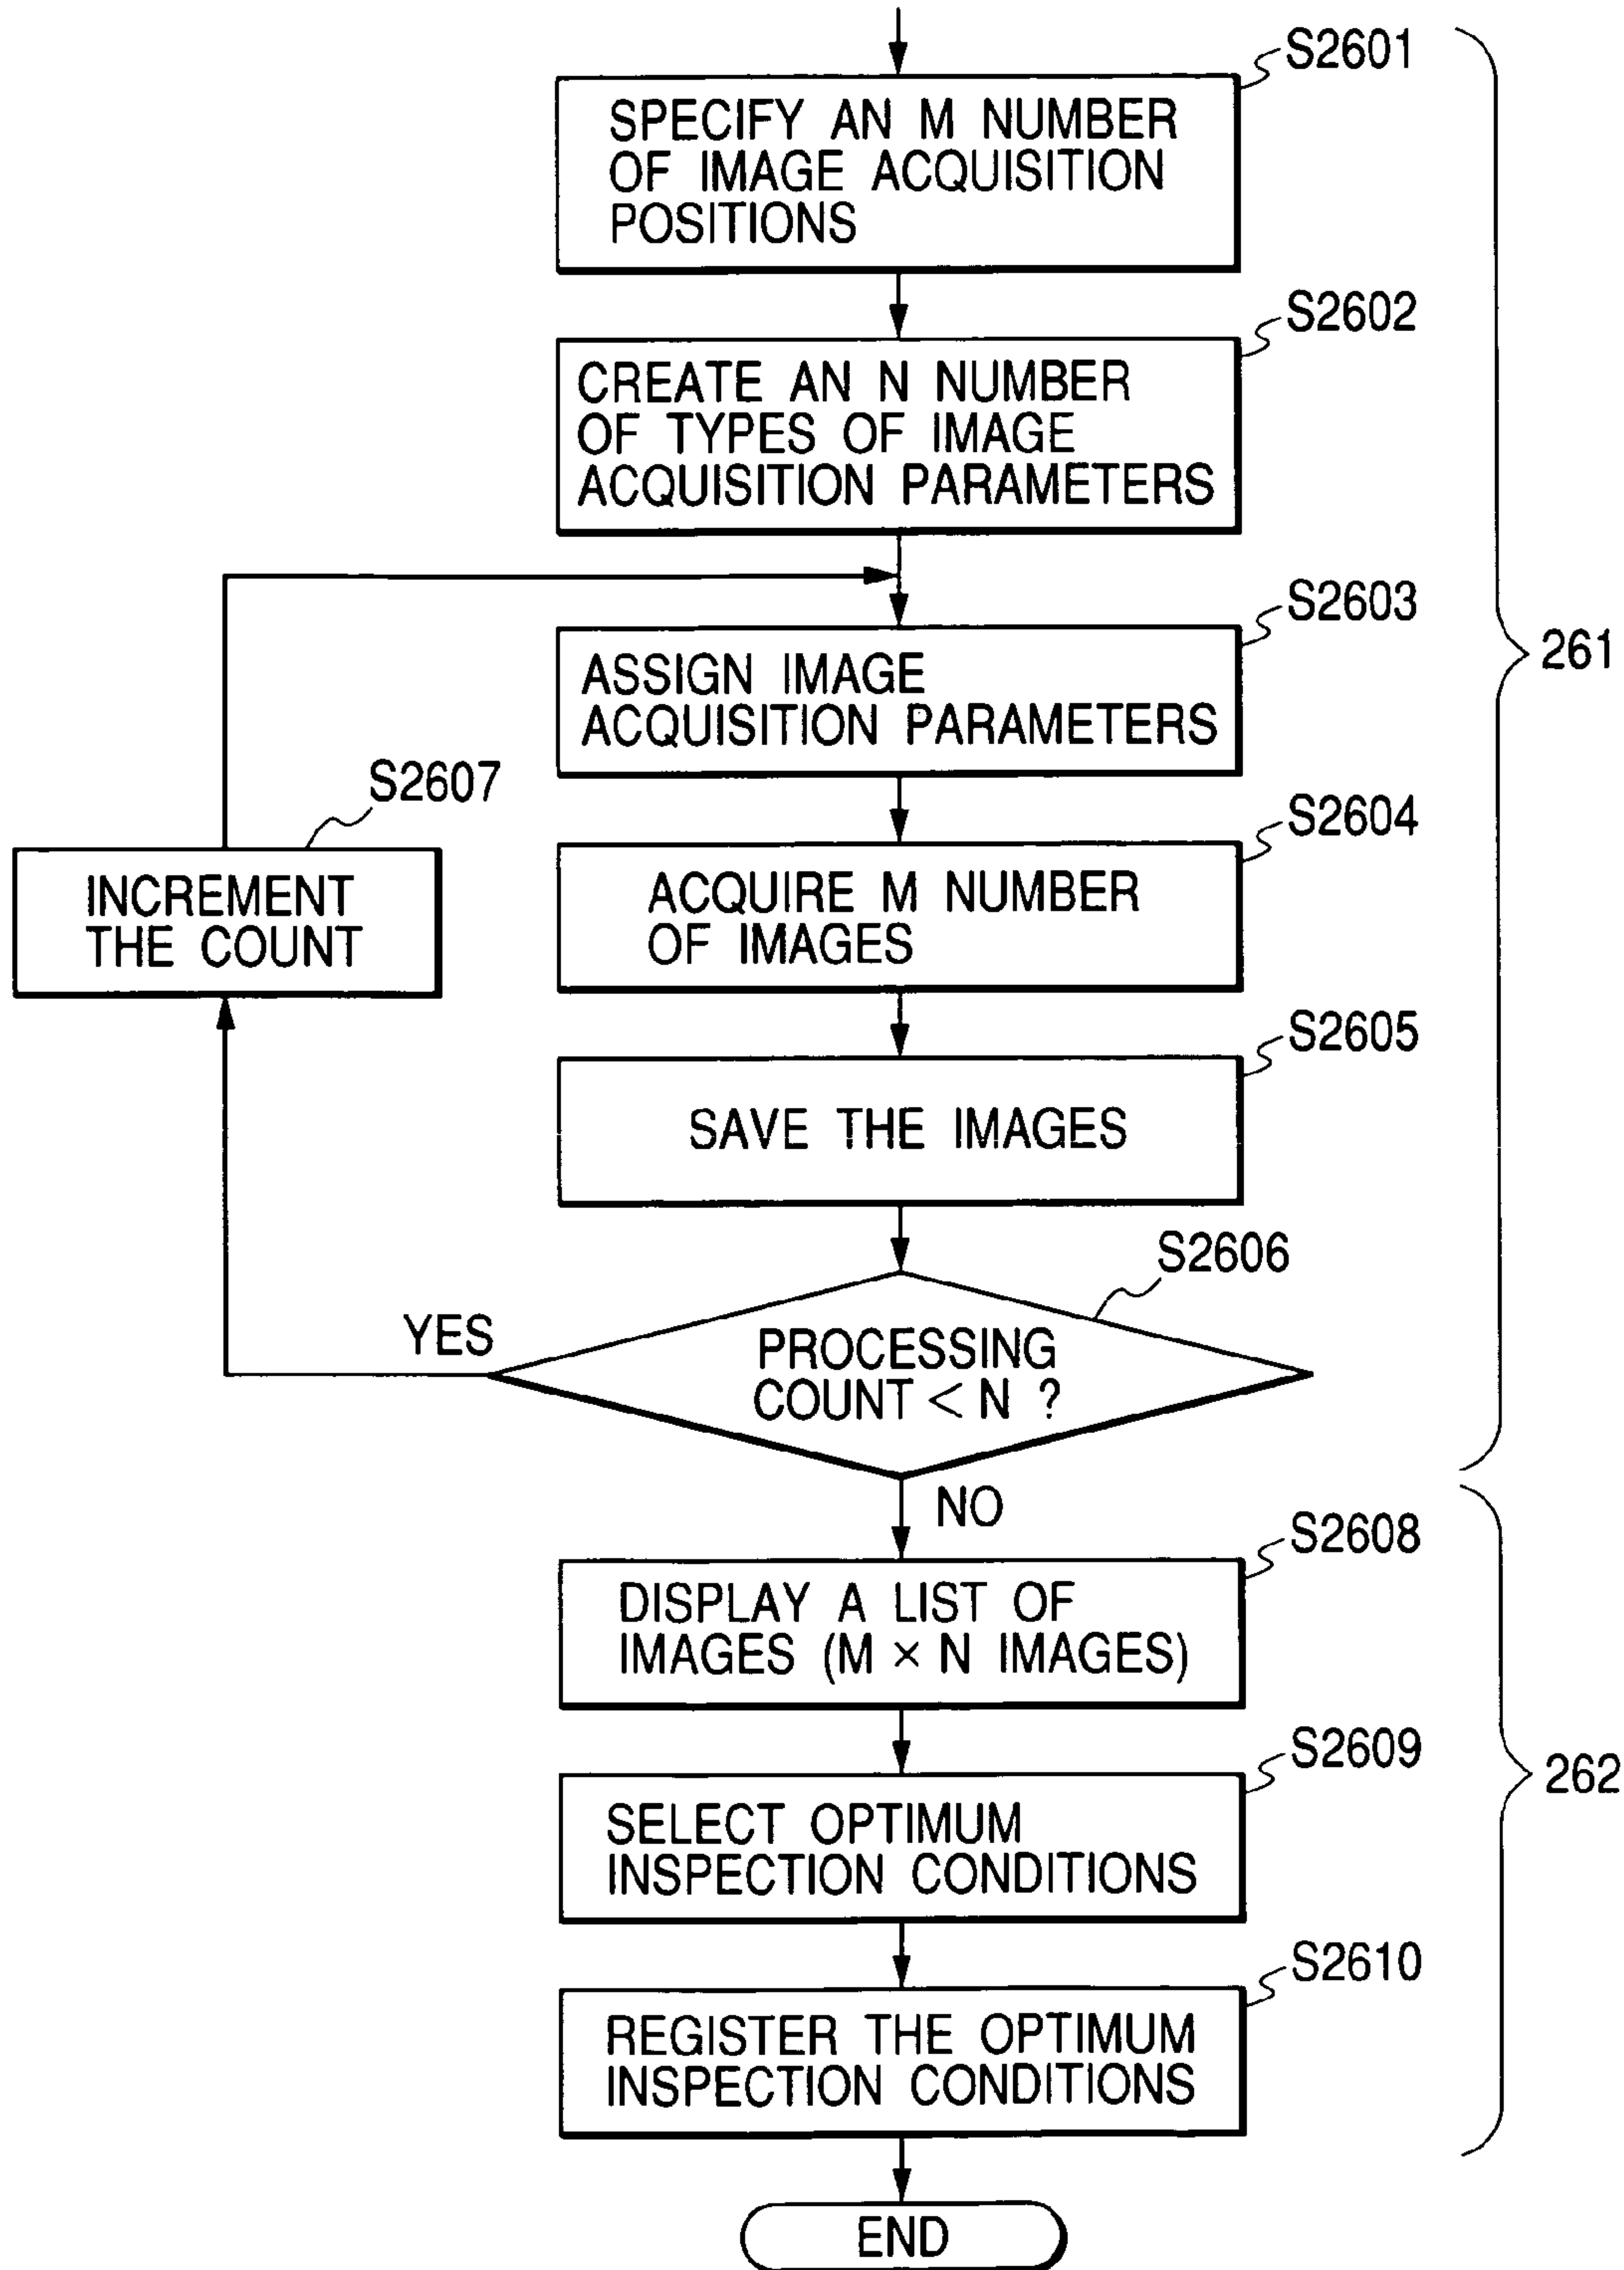 S2601
SPECIFY AN M NUMBER
OF IMAGE ACQUISITION
POSITIONS
S2602
CREATE AN N NUMBER
OF TYPES OF IMAGE
ACQUISITION PARAMETERS
S2603
ASSIGN IMAGE
ACQUISITION PARAMETERS
261
S2607
INCREMENT
THE COUNT
S2604
ACQUIRE M NUMBER
OF IMAGES
S2605
SAVE THE IMAGES
S2606
YES
PROCESSING
COUNT < N ?
NO
S2608
DISPLAY A LIST OF
IMAGES (M × N IMAGES)
S2609
SELECT OPTIMUM
INSPECTION CONDITIONS
262
S2610
REGISTER THE OPTIMUM
INSPECTION CONDITIONS
END